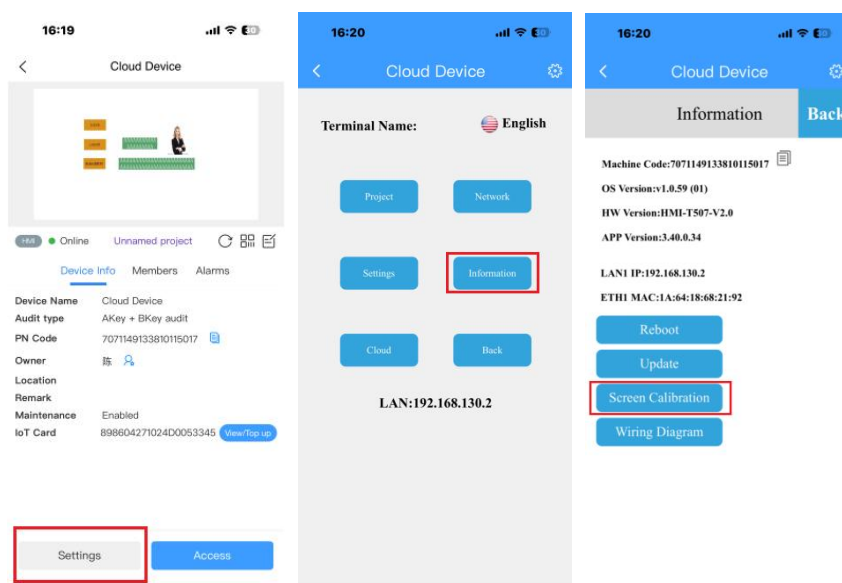 16:19
Cloud Device
HMI
Online
Unnamed project
Device Info Members Alarms
Device Name Cloud Device
Audit type AKey + BKey audit
PN Code 7071149133810115017
Owner 陈
Location
Remark
Maintenance Enabled
IoT Card 898604271024D0053345 View/Top up
Settings Access
16:20
Cloud Device
Terminal Name: English
Project Network
Settings Information
Cloud Back
LAN:192.168.130.2
16:20
Cloud Device
Information Back
Machine Code:7071149133810115017
OS Version:v1.0.59 (01)
HW Version:HMI-T507-V2.0
APP Version:3.40.0.34
LAN1 IP:192.168.130.2
ETH1 MAC:1A:64:18:68:21:92
Reboot
Update
Screen Calibration
Wiring Diagram